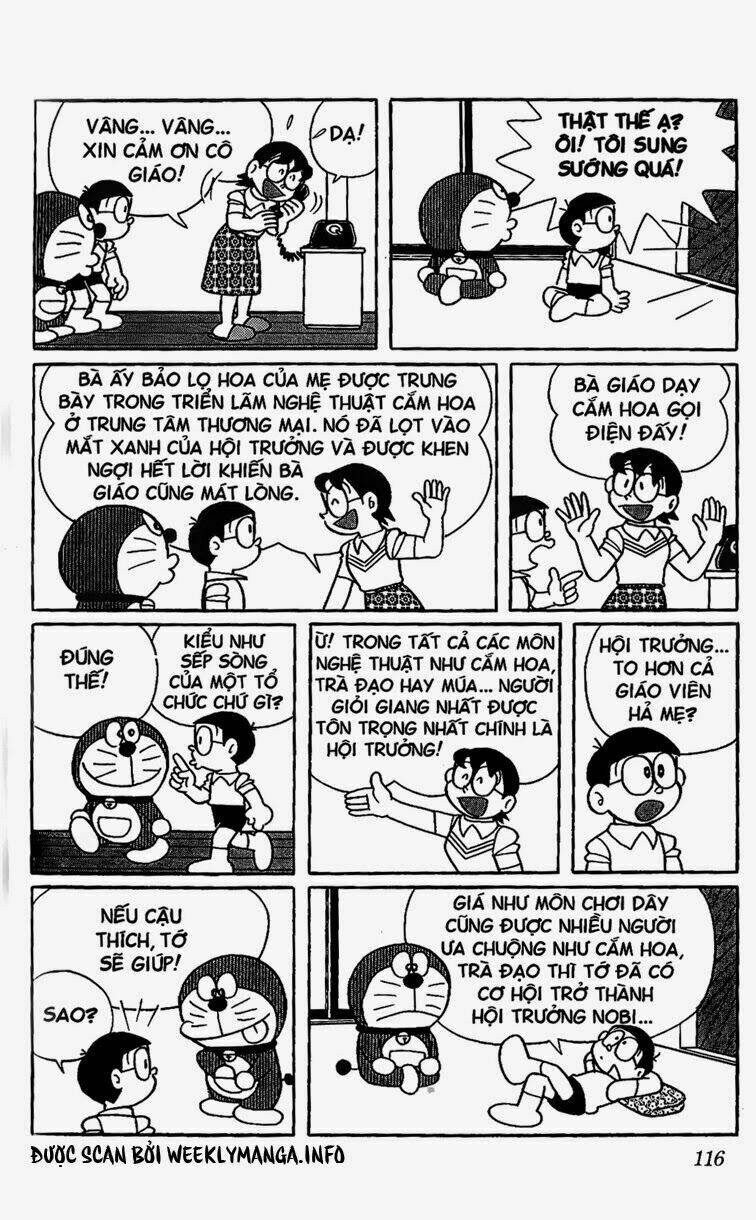 THẬT THẾ Ạ?
ÔI! TÔI SUNG
SƯỚNG QUÁ!
DẠ!
VÂNG... VÂNG...
XIN CẢM ƠN CÔ
GIÁO!
BÀ GIÁO DẠY
CẮM HOA GỌI
ĐIỆN ĐẤY!
BÀ ẤY BẢO LỌ HOA CỦA MẸ ĐƯỢC TRƯNG
BÀY TRONG TRIỂN LÃM NGHỆ THUẬT CẮM HOA
Ở TRUNG TÂM THƯƠNG MẠI. NÓ ĐÃ LỌT VÀO
MẮT XANH CỦA HỘI TRƯỞNG VÀ ĐƯỢC KHEN
NGỢI HẾT LỜI KHIẾN BÀ
GIÁO CŨNG MÁT LÒNG.
HỘI TRƯỞNG...
TO HƠN CẢ
GIÁO VIÊN
HẢ MẸ?
Ừ! TRONG TẤT CẢ CÁC MÔN
NGHỆ THUẬT NHƯ CẮM HOA,
TRÀ ĐẠO HAY MÚA... NGƯỜI
GIỎI GIANG NHẤT ĐƯỢC
TÔN TRỌNG NHẤT CHÍNH LÀ
HỘI TRƯỞNG!
KIỂU NHƯ
SẾP SÒNG
CỦA MỘT TỔ
CHỨC CHỨ GÌ?
ĐÚNG
THẾ!
GIÁ NHƯ MÔN CHƠI DÂY
CŨNG ĐƯỢC NHIỀU NGƯỜI
ƯA CHUỘNG NHƯ CẮM HOA,
TRÀ ĐẠO THÌ TỚ ĐÃ CÓ
CƠ HỘI TRỞ THÀNH
HỘI TRƯỞNG NOBI...
NẾU CẬU
THÍCH, TỚ
SẼ GIÚP!
SAO?
ĐƯỢC SCAN BỞI WEEKLYMANGA.INFO
116